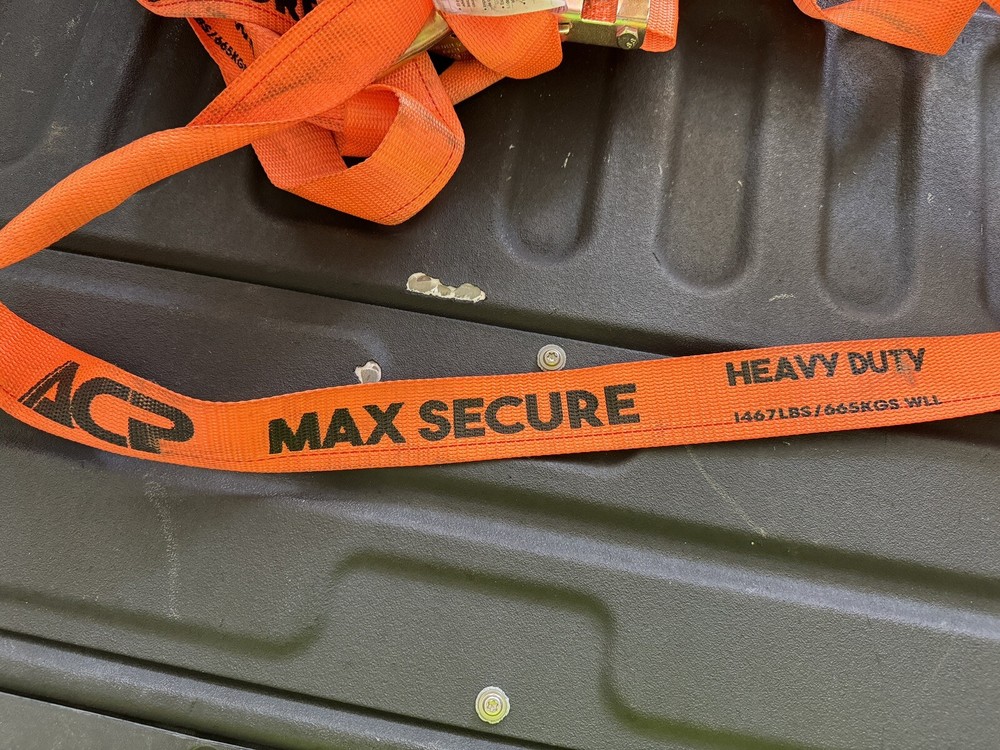 ACP
MAX SECURE
HEAVY DUTY
1467LBS/665KGS WLL